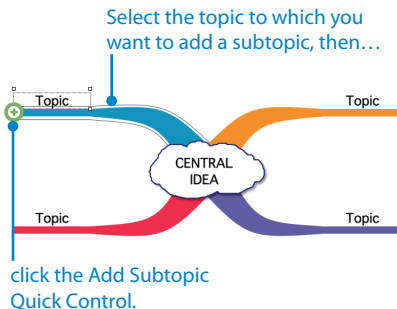 Select the topic to which you
want to add a subtopic, then…
Topic
Topic
CENTRAL
IDEA
Topic
Topic
click the Add Subtopic
Quick Control.